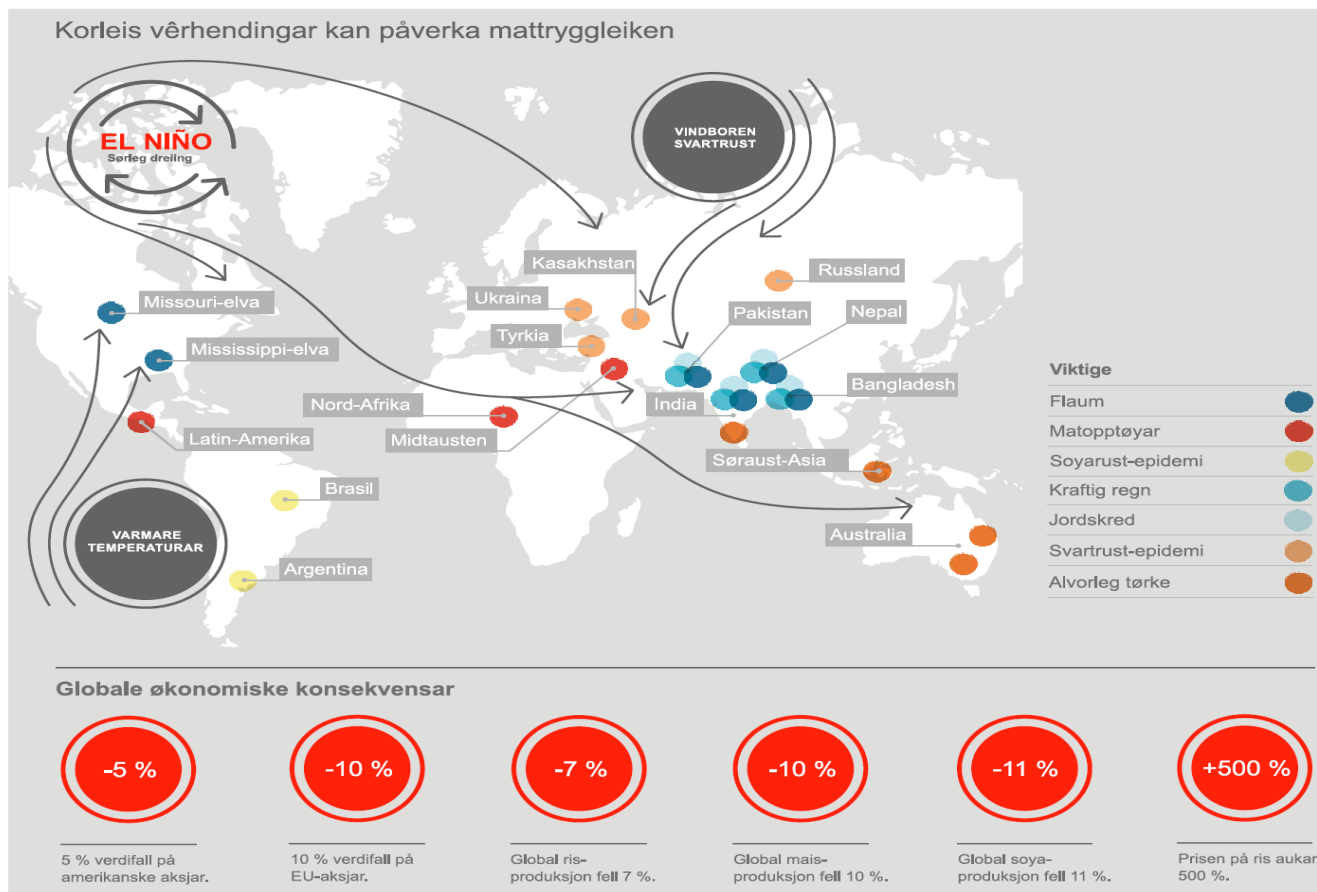 Korleis vêrhendingar kan påverka mattryggleiken
EL NIÑO
Sørleg dreiing
VINDBOREN
SVARTRUST
Kasakhstan
Russland
Missouri-elva
Ukraina
Pakistan
Nepal
Tyrkia
Mississippi-elva
Bangladesh
Nord-Afrika
India
Latin-Amerika
Midtausten
Søraust-Asia
Brasil
VARMARE
TEMPERATURAR
Australia
Argentina
Viktige
Flaum
Matopptøyar
Soyarust-epidemi
Kraftig regn
Jordskred
Svartrust-epidemi
Alvorleg tørke
Globale økonomiske konsekvensar
-5 %
5 % verdifall på
amerikanske aksjar.
-10 %
10 % verdifall på
EU-aksjar.
-7 %
Global ris-
produksjon fell 7 %.
-10 %
Global mais-
produksjon fell 10 %.
-11 %
Global soya-
produksjon fell 11 %.
+500 %
Prisen på ris aukar
500 %.